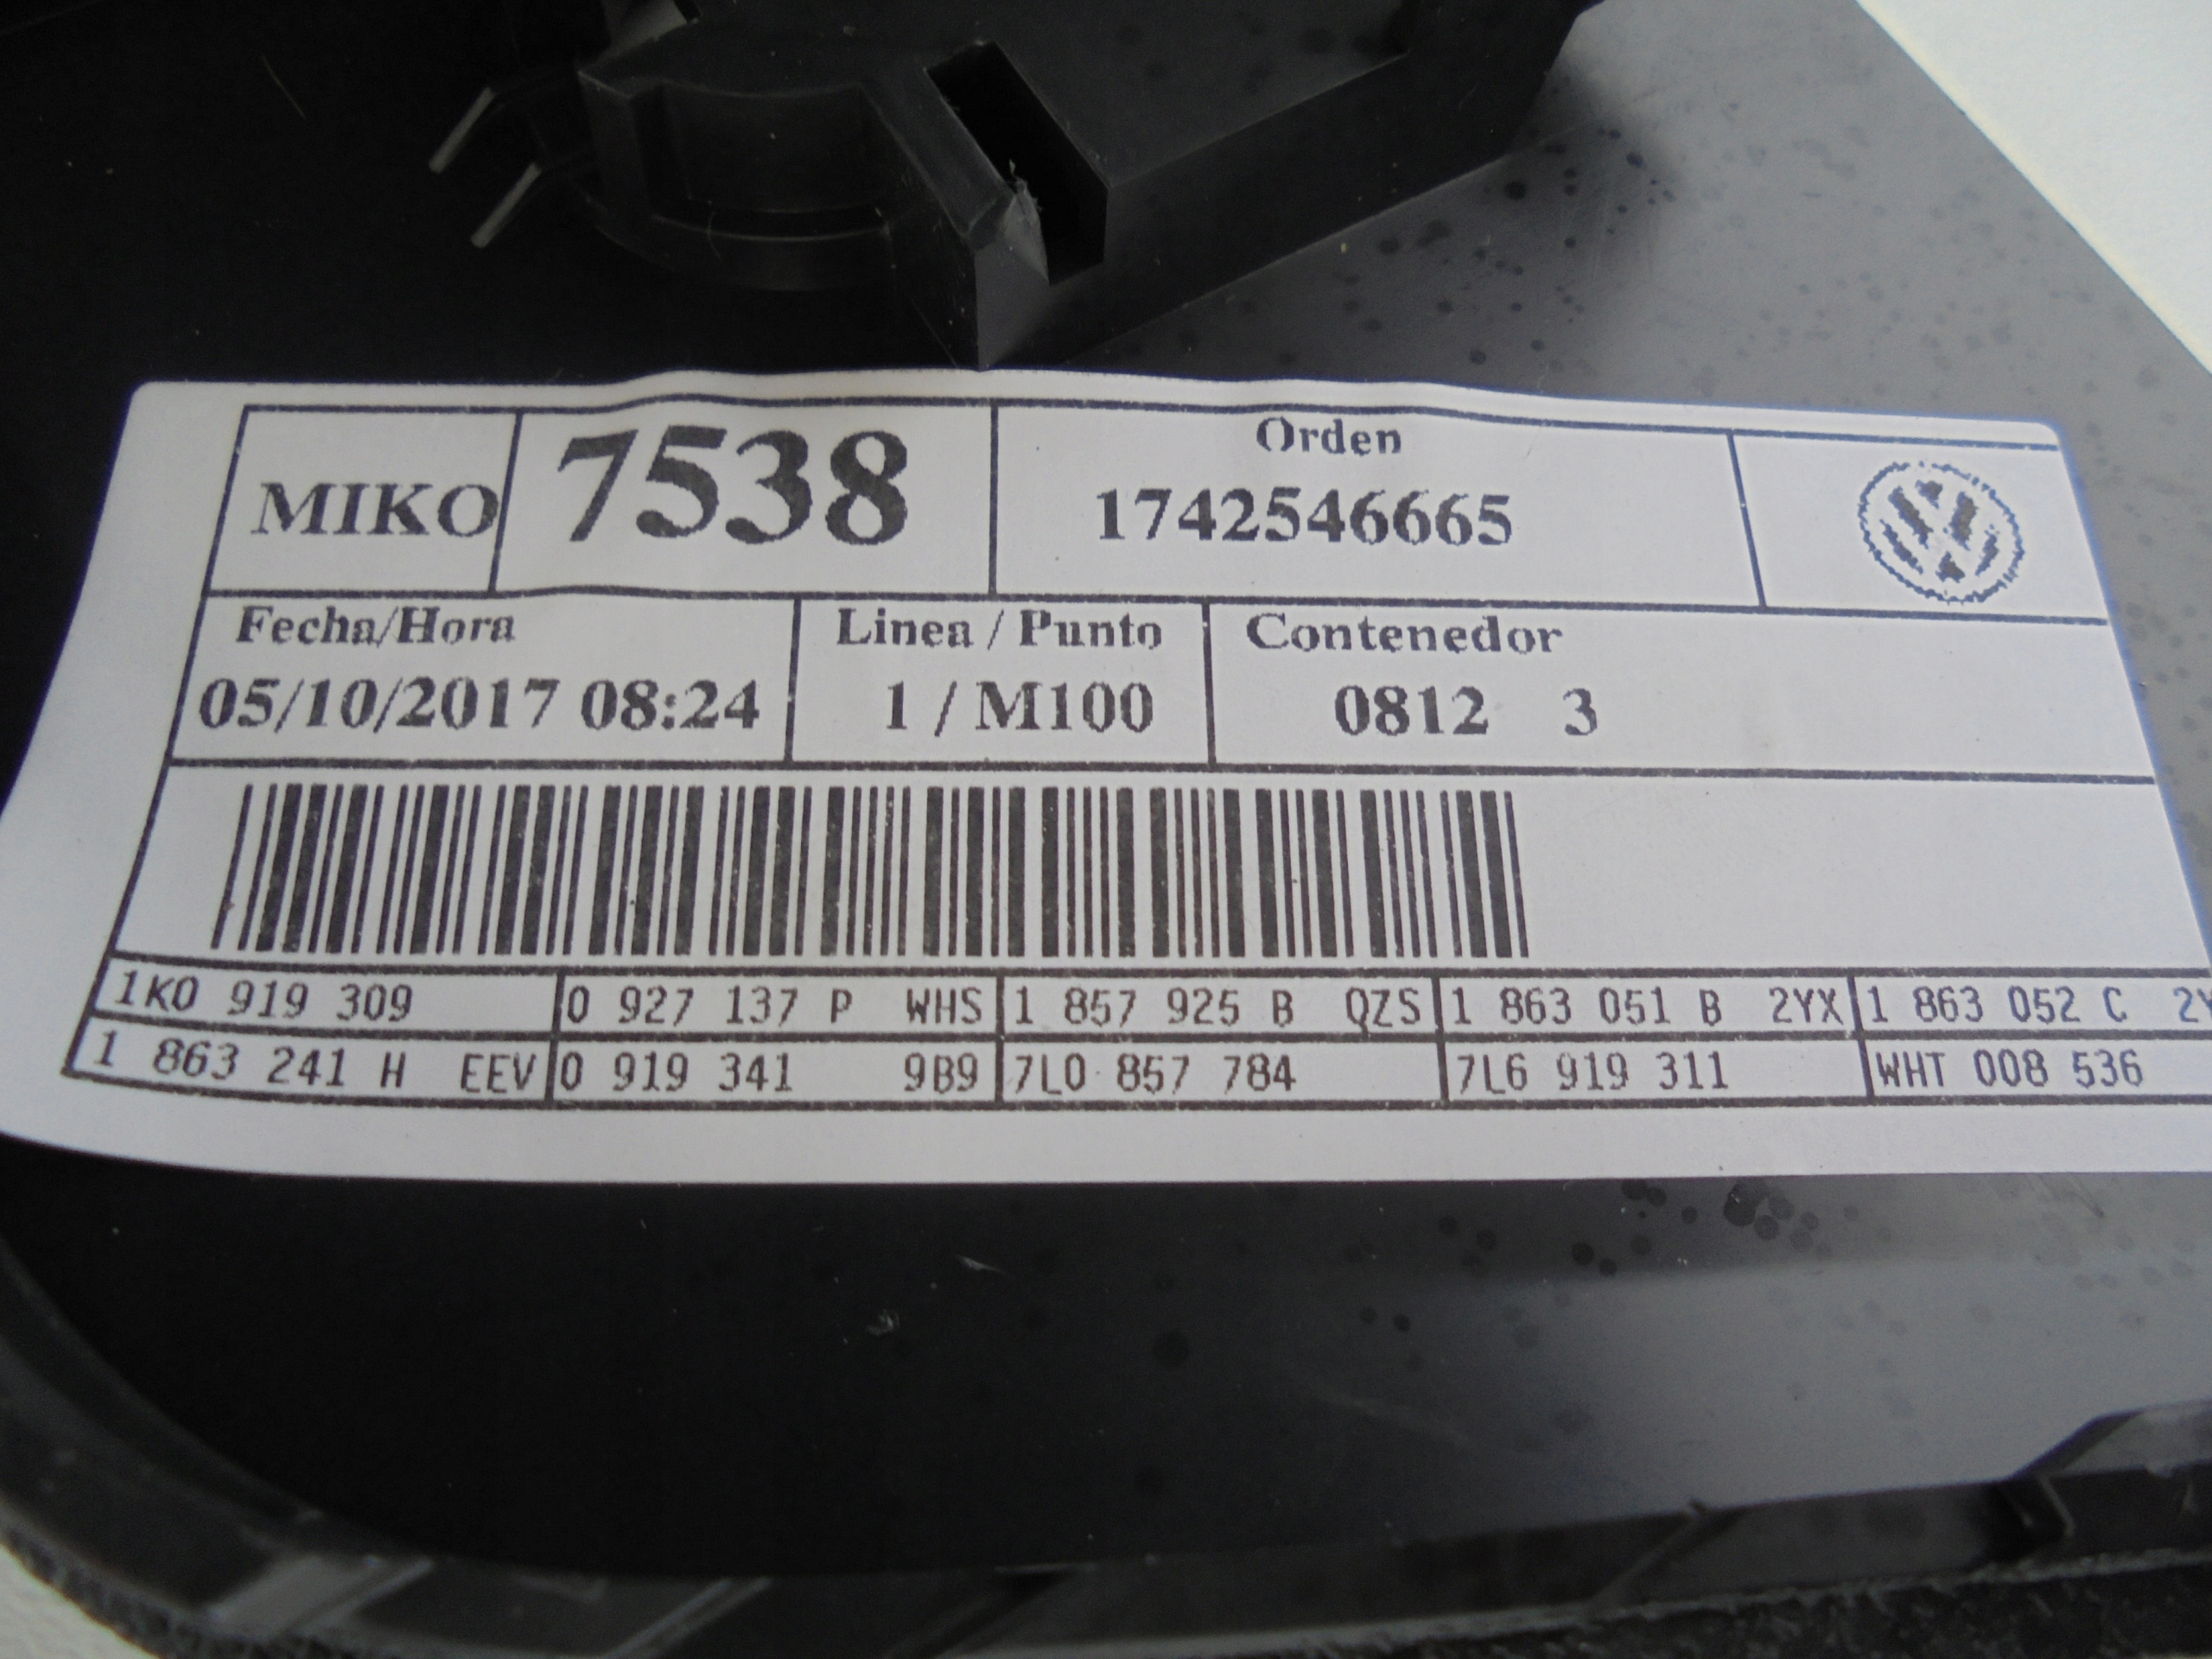 MIKO 7538 Orden
1742546665
Fecha/Hora Linea / Punto Contenedor
05/10/2017 08:24 1 / M100 0812 3
1K0 919 309 0 927 137 P WHS 1 857 925 B QZS 1 863 051 B 2YX 1 863 052 C
1 863 241 H EEV 0 919 341 9B9 7L0 857 784 7L6 919 311 WHT 008 536